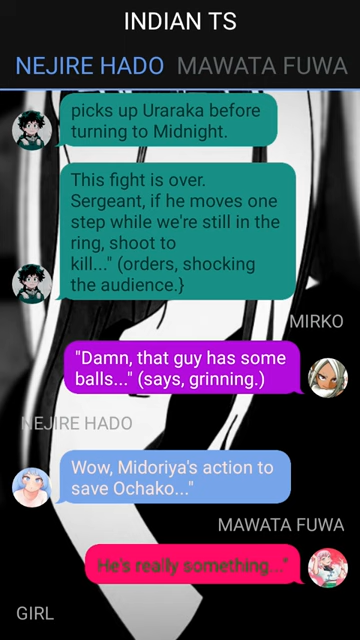 INDIAN TS
NEJIRE HADO MAWATA FUWA
picks up Uraraka before
turning to Midnight.
This fight is over.
Sergeant, if he moves one
step while we're still in the
ring, shoot to
kill..." (orders, shocking
the audience.}
MIRKO
"Damn, that guy has some
balls..." (says, grinning.)
NEJIRE HADO
Wow, Midoriya's action to
save Ochako..."
MAWATA FUWA
He's really something..."
GIRL